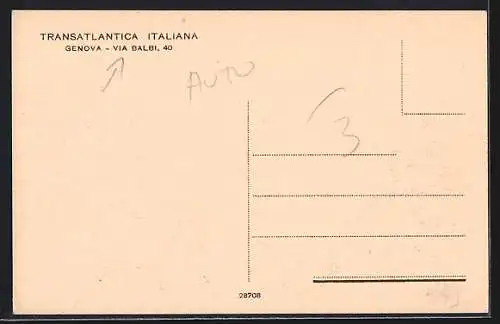 TRANSATLANTICA ITALIANA
GENOVA - VIA BALBI, 40
AUTO
3
28708